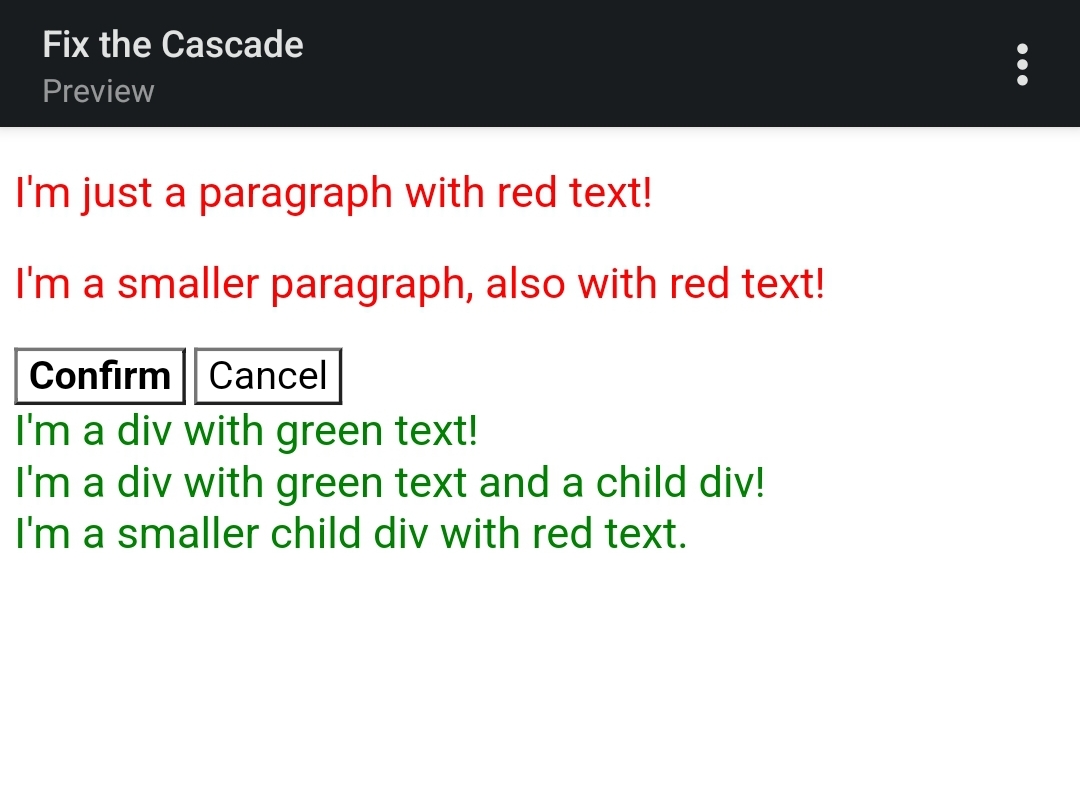 Fix the Cascade
Preview
I'm just a paragraph with red text!
I'm a smaller paragraph, also with red text!
Confirm Cancel
I'm a div with green text!
I'm a div with green text and a child div!
I'm a smaller child div with red text.